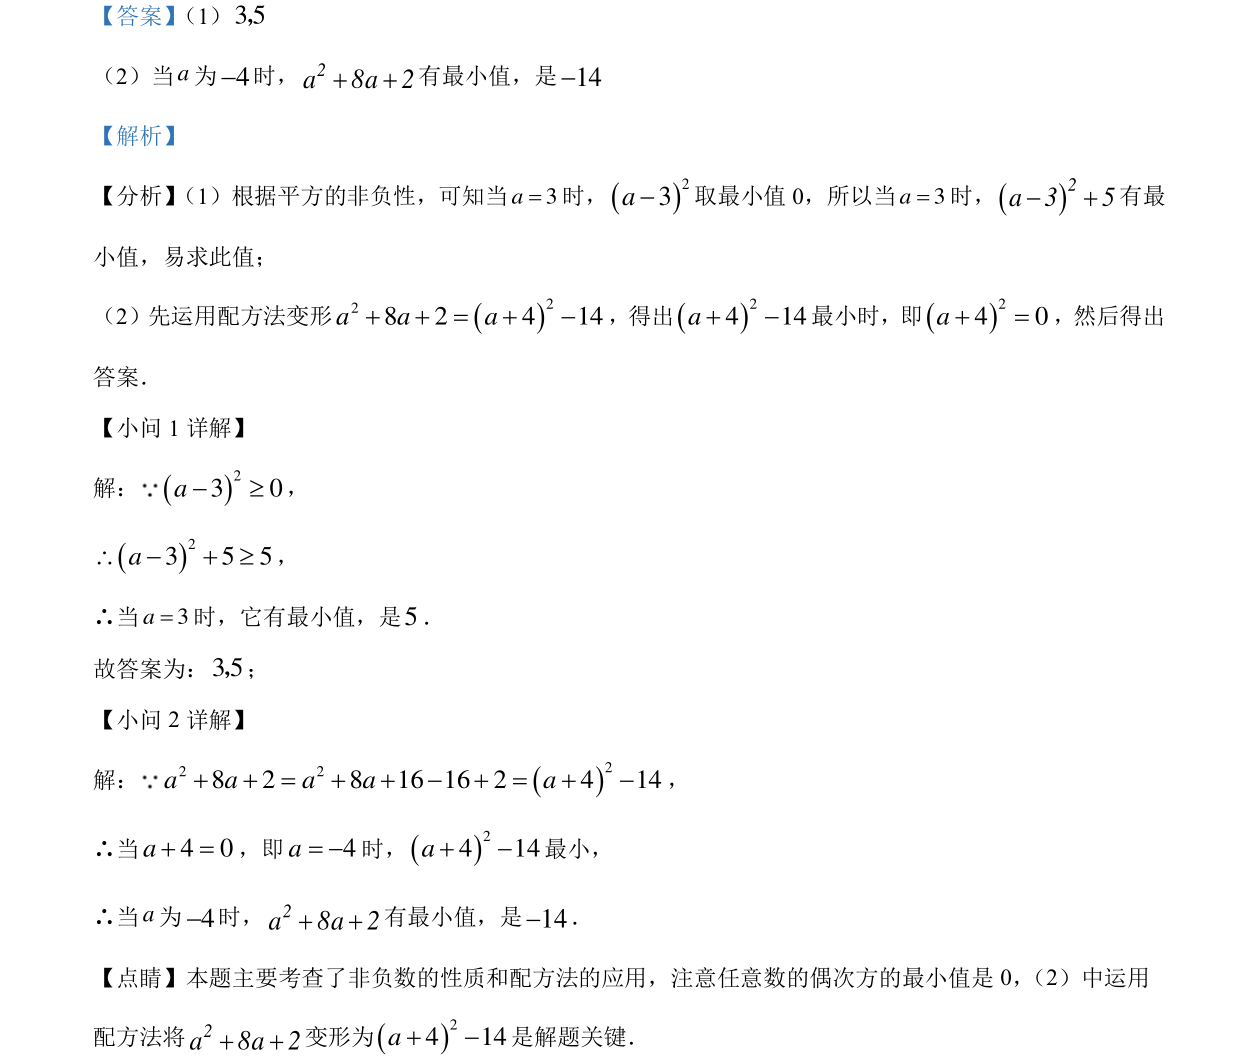 【答案】（1）3,5
（2）当a为−4时，a²+8a+2有最小值，是−14
【解析】
【分析】（1）根据平方的非负性，可知当a=3时，(a−3)²取最小值 0，所以当a=3时，(a−3)²+5有最
小值，易求此值；
（2）先运用配方法变形a²+8a+2=(a+4)²−14，得出(a+4)²−14最小时，即(a+4)²=0，然后得出
答案．
【小问 1 详解】
解：∵(a−3)²≥0，
∴(a−3)²+5≥5，
∴当a=3时，它有最小值，是5．
故答案为：3,5；
【小问 2 详解】
解：∵a²+8a+2=a²+8a+16−16+2=(a+4)²−14，
∴当a+4=0，即a=−4时，(a+4)²−14最小，
∴当a为−4时，a²+8a+2有最小值，是−14．
【点睛】本题主要考查了非负数的性质和配方法的应用，注意任意数的偶次方的最小值是 0，（2）中运用
配方法将a²+8a+2变形为(a+4)²−14是解题关键．